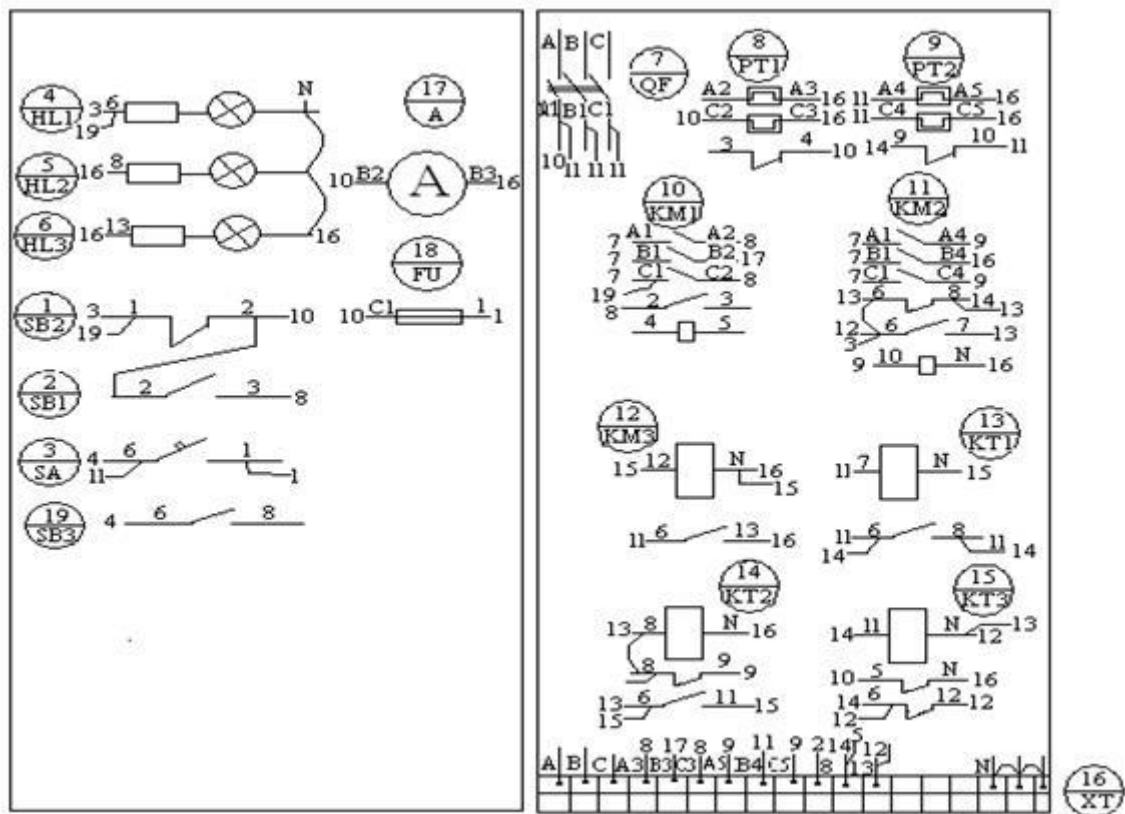 4
HL1
3 6
19
N
5
HL2
16 8
6
HL3
16 13
16
17
A
10 B2 A B3 16
18
FU
10 C1 1 1
1
SB2
3 1 2 10
19
2
SB1
2 3 8
3
SA
4 6 1
11 1
19
SB3
4 6 8
A B C
7
QF
B1 C1
10 11 11 11
8
PT1
A2 A3 16
10 C2 C3 16
3 4 10
9
PT2
11 A4 A5 16
11 C4 C5 16
14 9 10 11
10
KM1
7 A1 A2 8
7 B1 B2 17
7 C1 C2 8
19
8 2 3
4 5
11
KM2
7 A1 A4 9
7 B1 B4 16
7 C1 C4 9
13 6 8 14 13
12 6 7 13
3
9 10 N 16
12
KM3
15 12 N 16
15
11 6 13 16
13
KT1
11 7 N 15
11 6 8 11
14 14
14
KT2
13 8 N 16
8 9 9
13 6 11 15
15
15
KT3
14 11 N 12 13
10 5 N 16
14 6 12 12
12
8 17 8 9 11 9 2 14 5 12
A B C A3 B3 C3 A5 B4 C5 8 13 N
16
XT